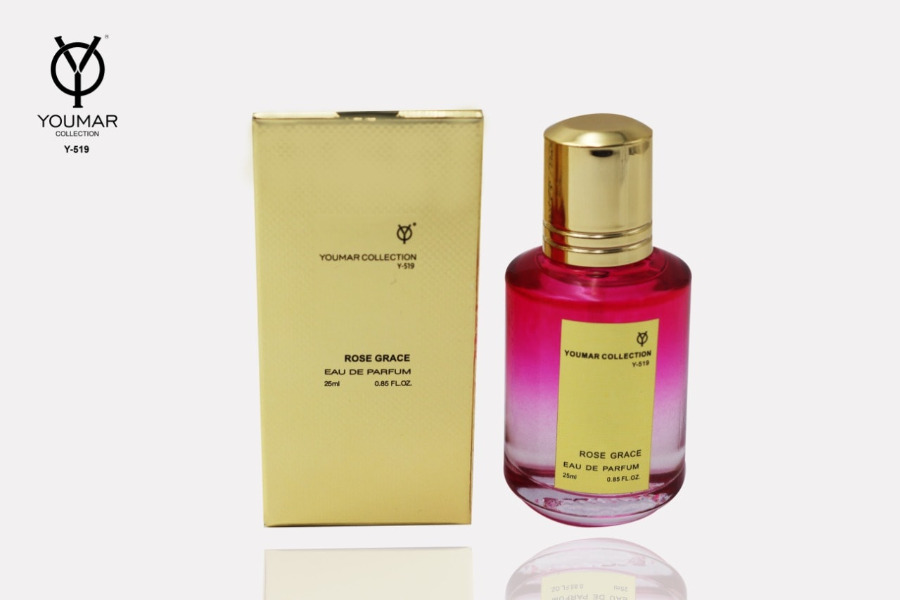 YOUMAR
COLLECTION
Y-519
YOUMAR COLLECTION
Y-519
ROSE GRACE
EAU DE PARFUM
25ml 0.85 FL.OZ.
YOUMAR COLLECTION
Y-519
ROSE GRACE
EAU DE PARFUM
25ml 0.85 FL.OZ.